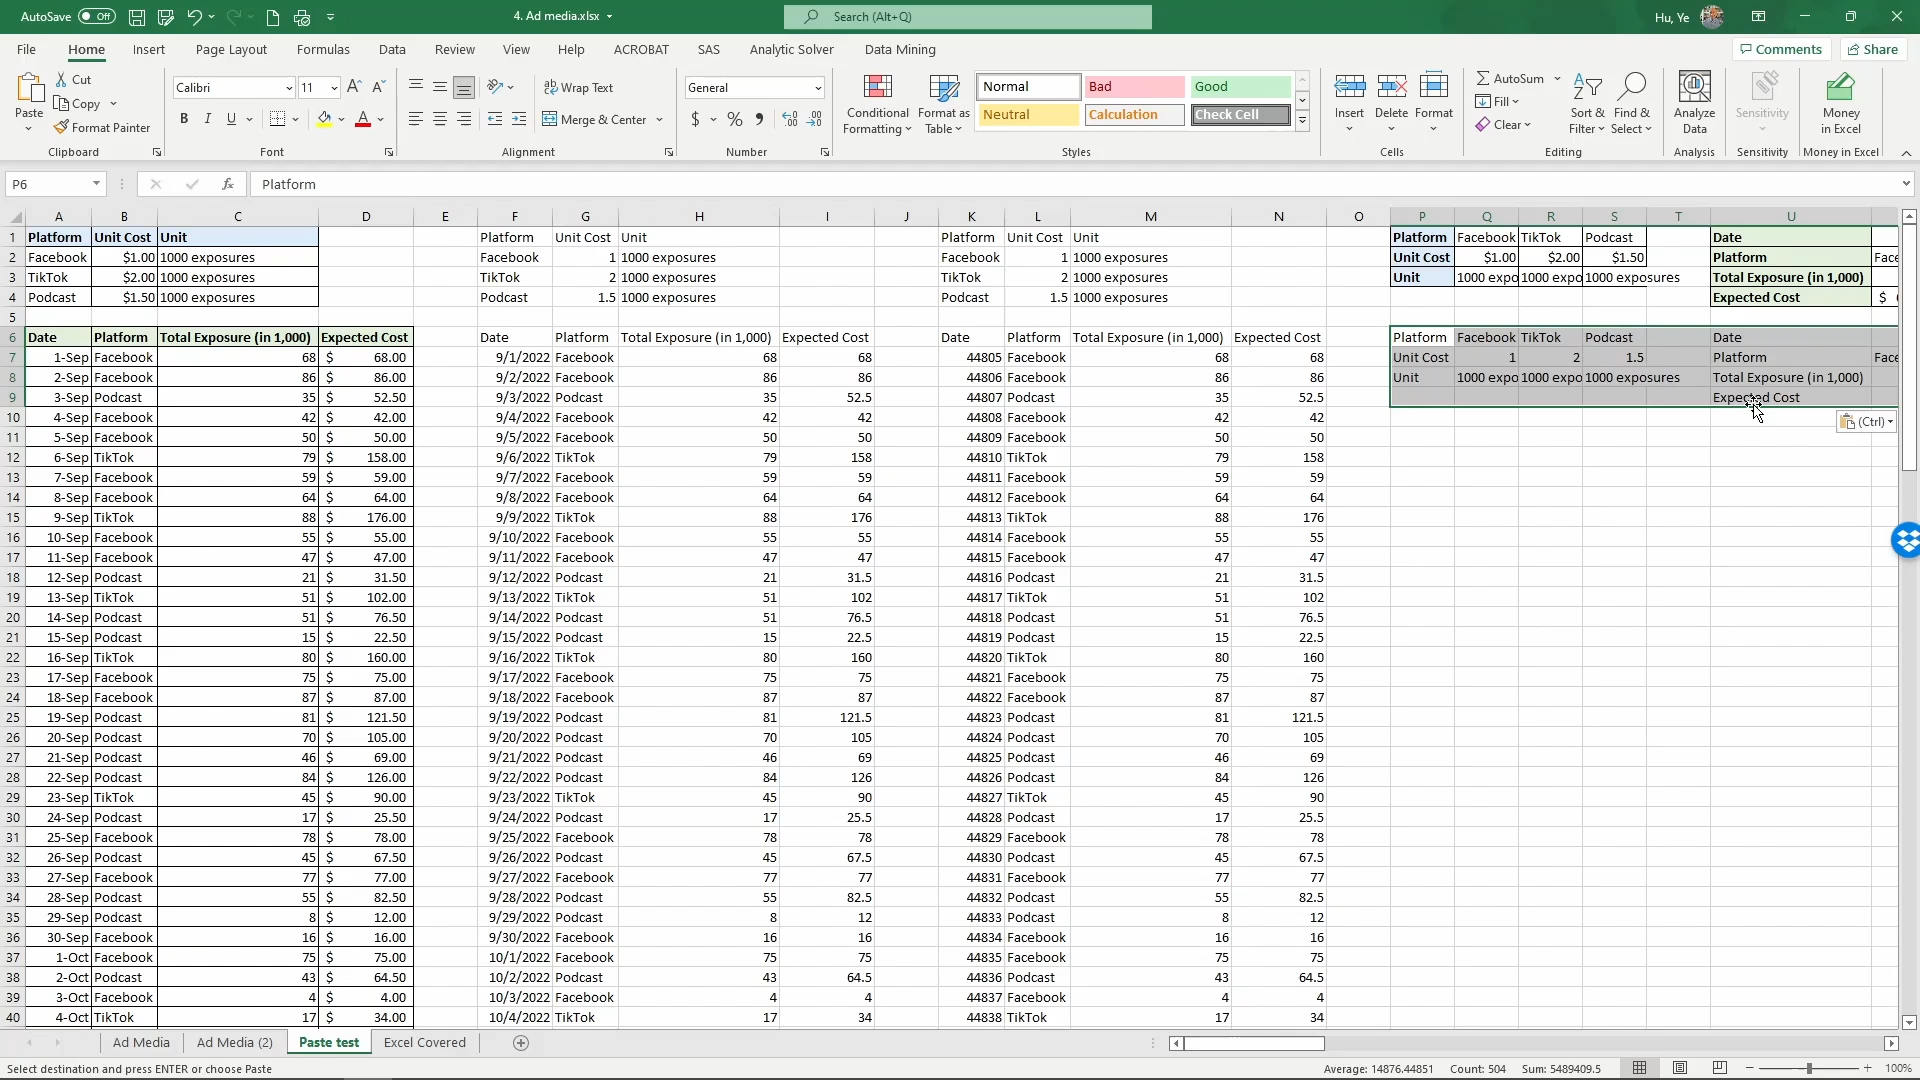 AutoSave Off 4. Ad media.xlsx Search (Alt+Q) Hu, Ye
File Home Insert Page Layout Formulas Data Review View Help ACROBAT SAS Analytic Solver Data Mining Comments Share
Paste Cut Copy Format Painter Clipboard
Calibri 11 B I U A A A Font
Wrap Text Merge & Center Alignment
General $ % 9 Number
Conditional Formatting Format as Table
Normal Bad Good
Neutral Calculation Check Cell Styles
Insert Delete Format Cells
AutoSum Fill Clear Sort & Filter Find & Select Editing
Analyze Data Analysis Sensitivity Sensitivity Money in Excel Money in Excel
P6 fx Platform
A B C D E F G H I J K L M N O P Q R S T U
1 Platform Unit Cost Unit Platform Unit Cost Unit Platform Unit Cost Unit Platform Facebook TikTok Podcast Date
2 Facebook $1.00 1000 exposures Facebook 1 1000 exposures Facebook 1 1000 exposures Unit Cost $1.00 $2.00 $1.50 Platform Face
3 TikTok $2.00 1000 exposures TikTok 2 1000 exposures TikTok 2 1000 exposures Unit 1000 expo 1000 expo 1000 exposures Total Exposure (in 1,000)
4 Podcast $1.50 1000 exposures Podcast 1.5 1000 exposures Podcast 1.5 1000 exposures Expected Cost $
5
6 Date Platform Total Exposure (in 1,000) Expected Cost Date Platform Total Exposure (in 1,000) Expected Cost Date Platform Total Exposure (in 1,000) Expected Cost Platform Facebook TikTok Podcast Date
7 1-Sep Facebook 68 $ 68.00 9/1/2022 Facebook 68 68 44805 Facebook 68 68 Unit Cost 1 2 1.5 Platform Face
8 2-Sep Facebook 86 $ 86.00 9/2/2022 Facebook 86 86 44806 Facebook 86 86 Unit 1000 expo 1000 expo 1000 exposures Total Exposure (in 1,000)
9 3-Sep Podcast 35 $ 52.50 9/3/2022 Podcast 35 52.5 44807 Podcast 35 52.5 Expected Cost
10 4-Sep Facebook 42 $ 42.00 9/4/2022 Facebook 42 42 44808 Facebook 42 42 (Ctrl)
11 5-Sep Facebook 50 $ 50.00 9/5/2022 Facebook 50 50 44809 Facebook 50 50
12 6-Sep TikTok 79 $ 158.00 9/6/2022 TikTok 79 158 44810 TikTok 79 158
13 7-Sep Facebook 59 $ 59.00 9/7/2022 Facebook 59 59 44811 Facebook 59 59
14 8-Sep Facebook 64 $ 64.00 9/8/2022 Facebook 64 64 44812 Facebook 64 64
15 9-Sep TikTok 88 $ 176.00 9/9/2022 TikTok 88 176 44813 TikTok 88 176
16 10-Sep Facebook 55 $ 55.00 9/10/2022 Facebook 55 55 44814 Facebook 55 55
17 11-Sep Facebook 47 $ 47.00 9/11/2022 Facebook 47 47 44815 Facebook 47 47
18 12-Sep Podcast 21 $ 31.50 9/12/2022 Podcast 21 31.5 44816 Podcast 21 31.5
19 13-Sep TikTok 51 $ 102.00 9/13/2022 TikTok 51 102 44817 TikTok 51 102
20 14-Sep Podcast 51 $ 76.50 9/14/2022 Podcast 51 76.5 44818 Podcast 51 76.5
21 15-Sep Podcast 15 $ 22.50 9/15/2022 Podcast 15 22.5 44819 Podcast 15 22.5
22 16-Sep TikTok 80 $ 160.00 9/16/2022 TikTok 80 160 44820 TikTok 80 160
23 17-Sep Facebook 75 $ 75.00 9/17/2022 Facebook 75 75 44821 Facebook 75 75
24 18-Sep Facebook 87 $ 87.00 9/18/2022 Facebook 87 87 44822 Facebook 87 87
25 19-Sep Podcast 81 $ 121.50 9/19/2022 Podcast 81 121.5 44823 Podcast 81 121.5
26 20-Sep Podcast 70 $ 105.00 9/20/2022 Podcast 70 105 44824 Podcast 70 105
27 21-Sep Podcast 46 $ 69.00 9/21/2022 Podcast 46 69 44825 Podcast 46 69
28 22-Sep Podcast 84 $ 126.00 9/22/2022 Podcast 84 126 44826 Podcast 84 126
29 23-Sep TikTok 45 $ 90.00 9/23/2022 TikTok 45 90 44827 TikTok 45 90
30 24-Sep Podcast 17 $ 25.50 9/24/2022 Podcast 17 25.5 44828 Podcast 17 25.5
31 25-Sep Facebook 78 $ 78.00 9/25/2022 Facebook 78 78 44829 Facebook 78 78
32 26-Sep Podcast 45 $ 67.50 9/26/2022 Podcast 45 67.5 44830 Podcast 45 67.5
33 27-Sep Facebook 77 $ 77.00 9/27/2022 Facebook 77 77 44831 Facebook 77 77
34 28-Sep Podcast 55 $ 82.50 9/28/2022 Podcast 55 82.5 44832 Podcast 55 82.5
35 29-Sep Podcast 8 $ 12.00 9/29/2022 Podcast 8 12 44833 Podcast 8 12
36 30-Sep Facebook 16 $ 16.00 9/30/2022 Facebook 16 16 44834 Facebook 16 16
37 1-Oct Facebook 75 $ 75.00 10/1/2022 Facebook 75 75 44835 Facebook 75 75
38 2-Oct Podcast 43 $ 64.50 10/2/2022 Podcast 43 64.5 44836 Podcast 43 64.5
39 3-Oct Facebook 4 $ 4.00 10/3/2022 Facebook 4 4 44837 Facebook 4 4
40 4-Oct TikTok 17 $ 34.00 10/4/2022 TikTok 17 34 44838 TikTok 17 34
Ad Media Ad Media (2) Paste test Excel Covered
Select destination and press ENTER or choose Paste Average: 14876.44851 Count: 504 Sum: 5489409.5 100%